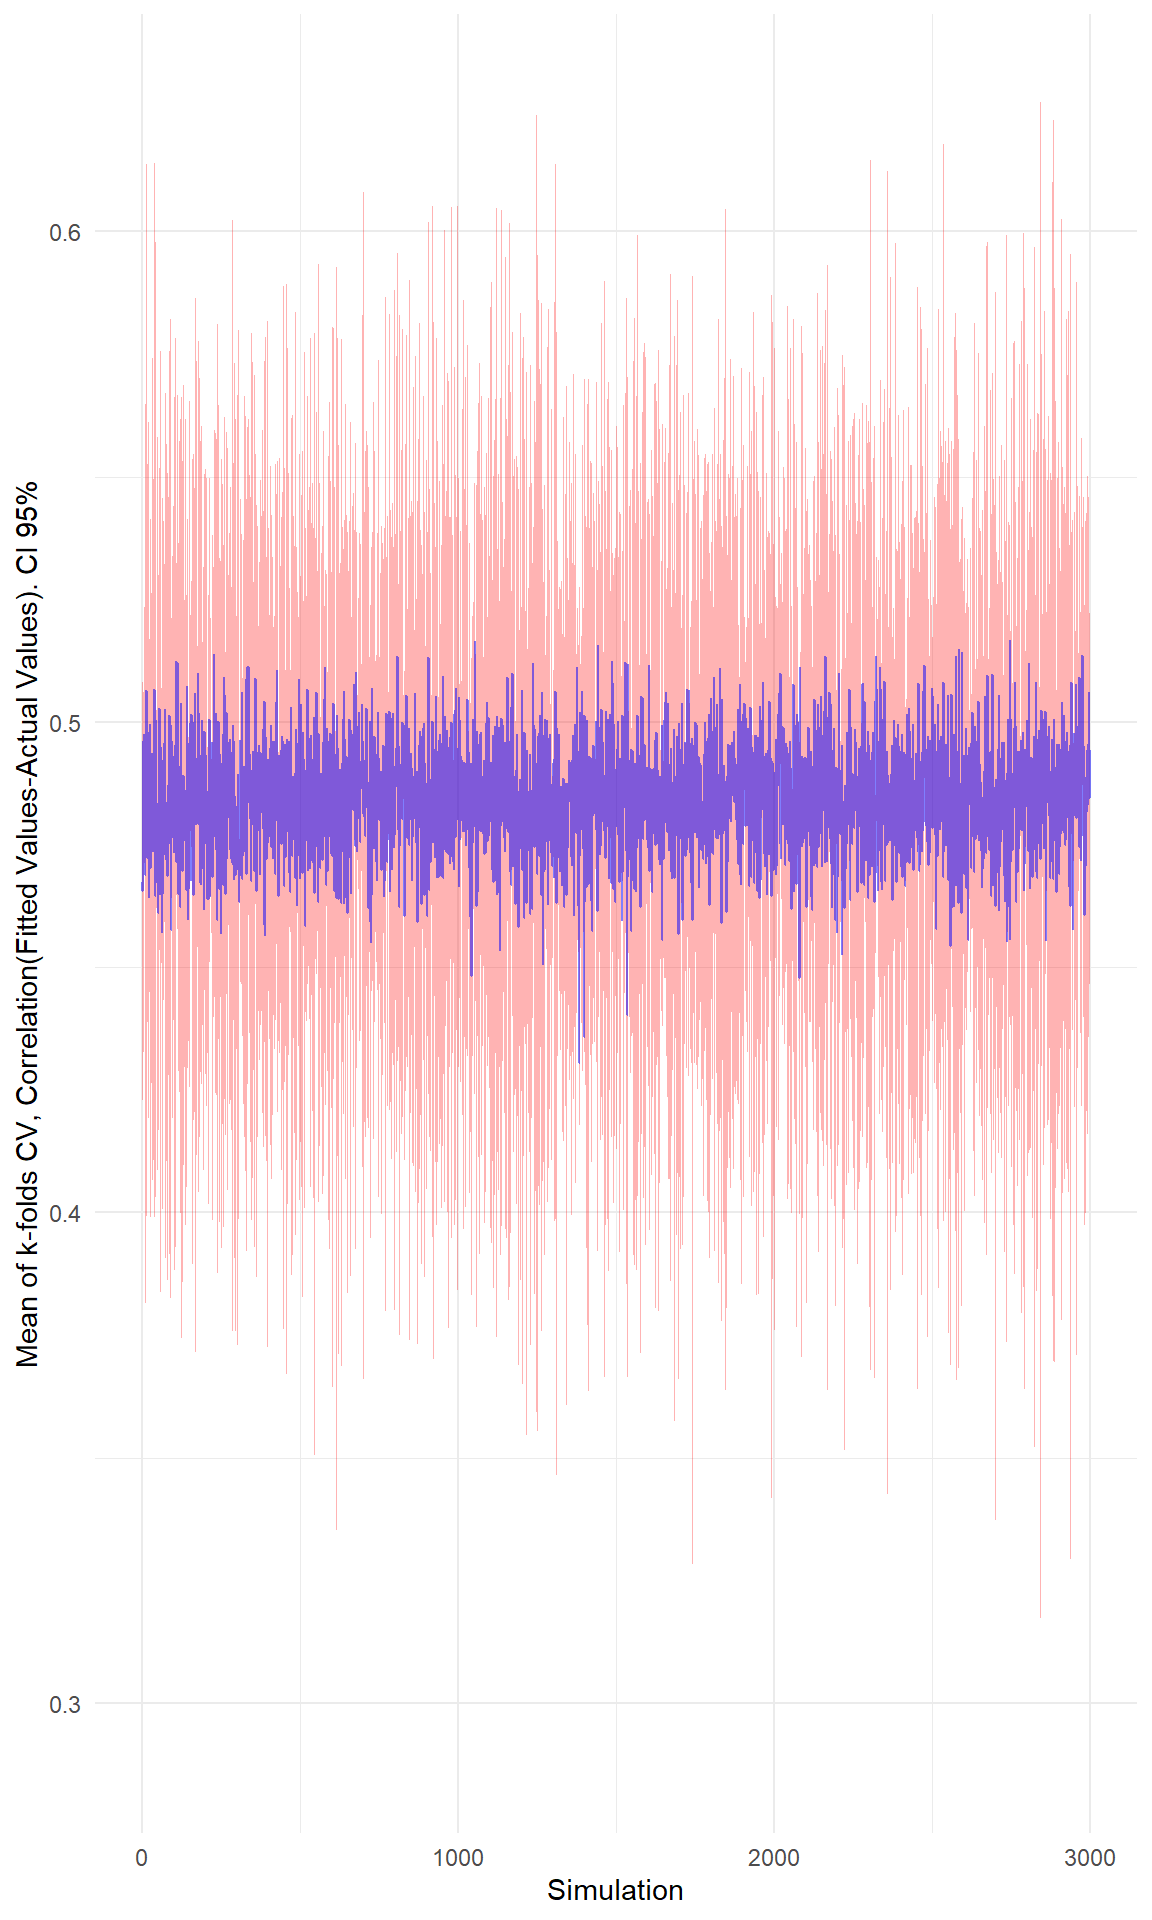 Mean of k-folds CV, Correlation(Fitted Values-Actual Values). CI 95%
0.6
0.5
0.4
0.3
0 1000 2000 3000
Simulation